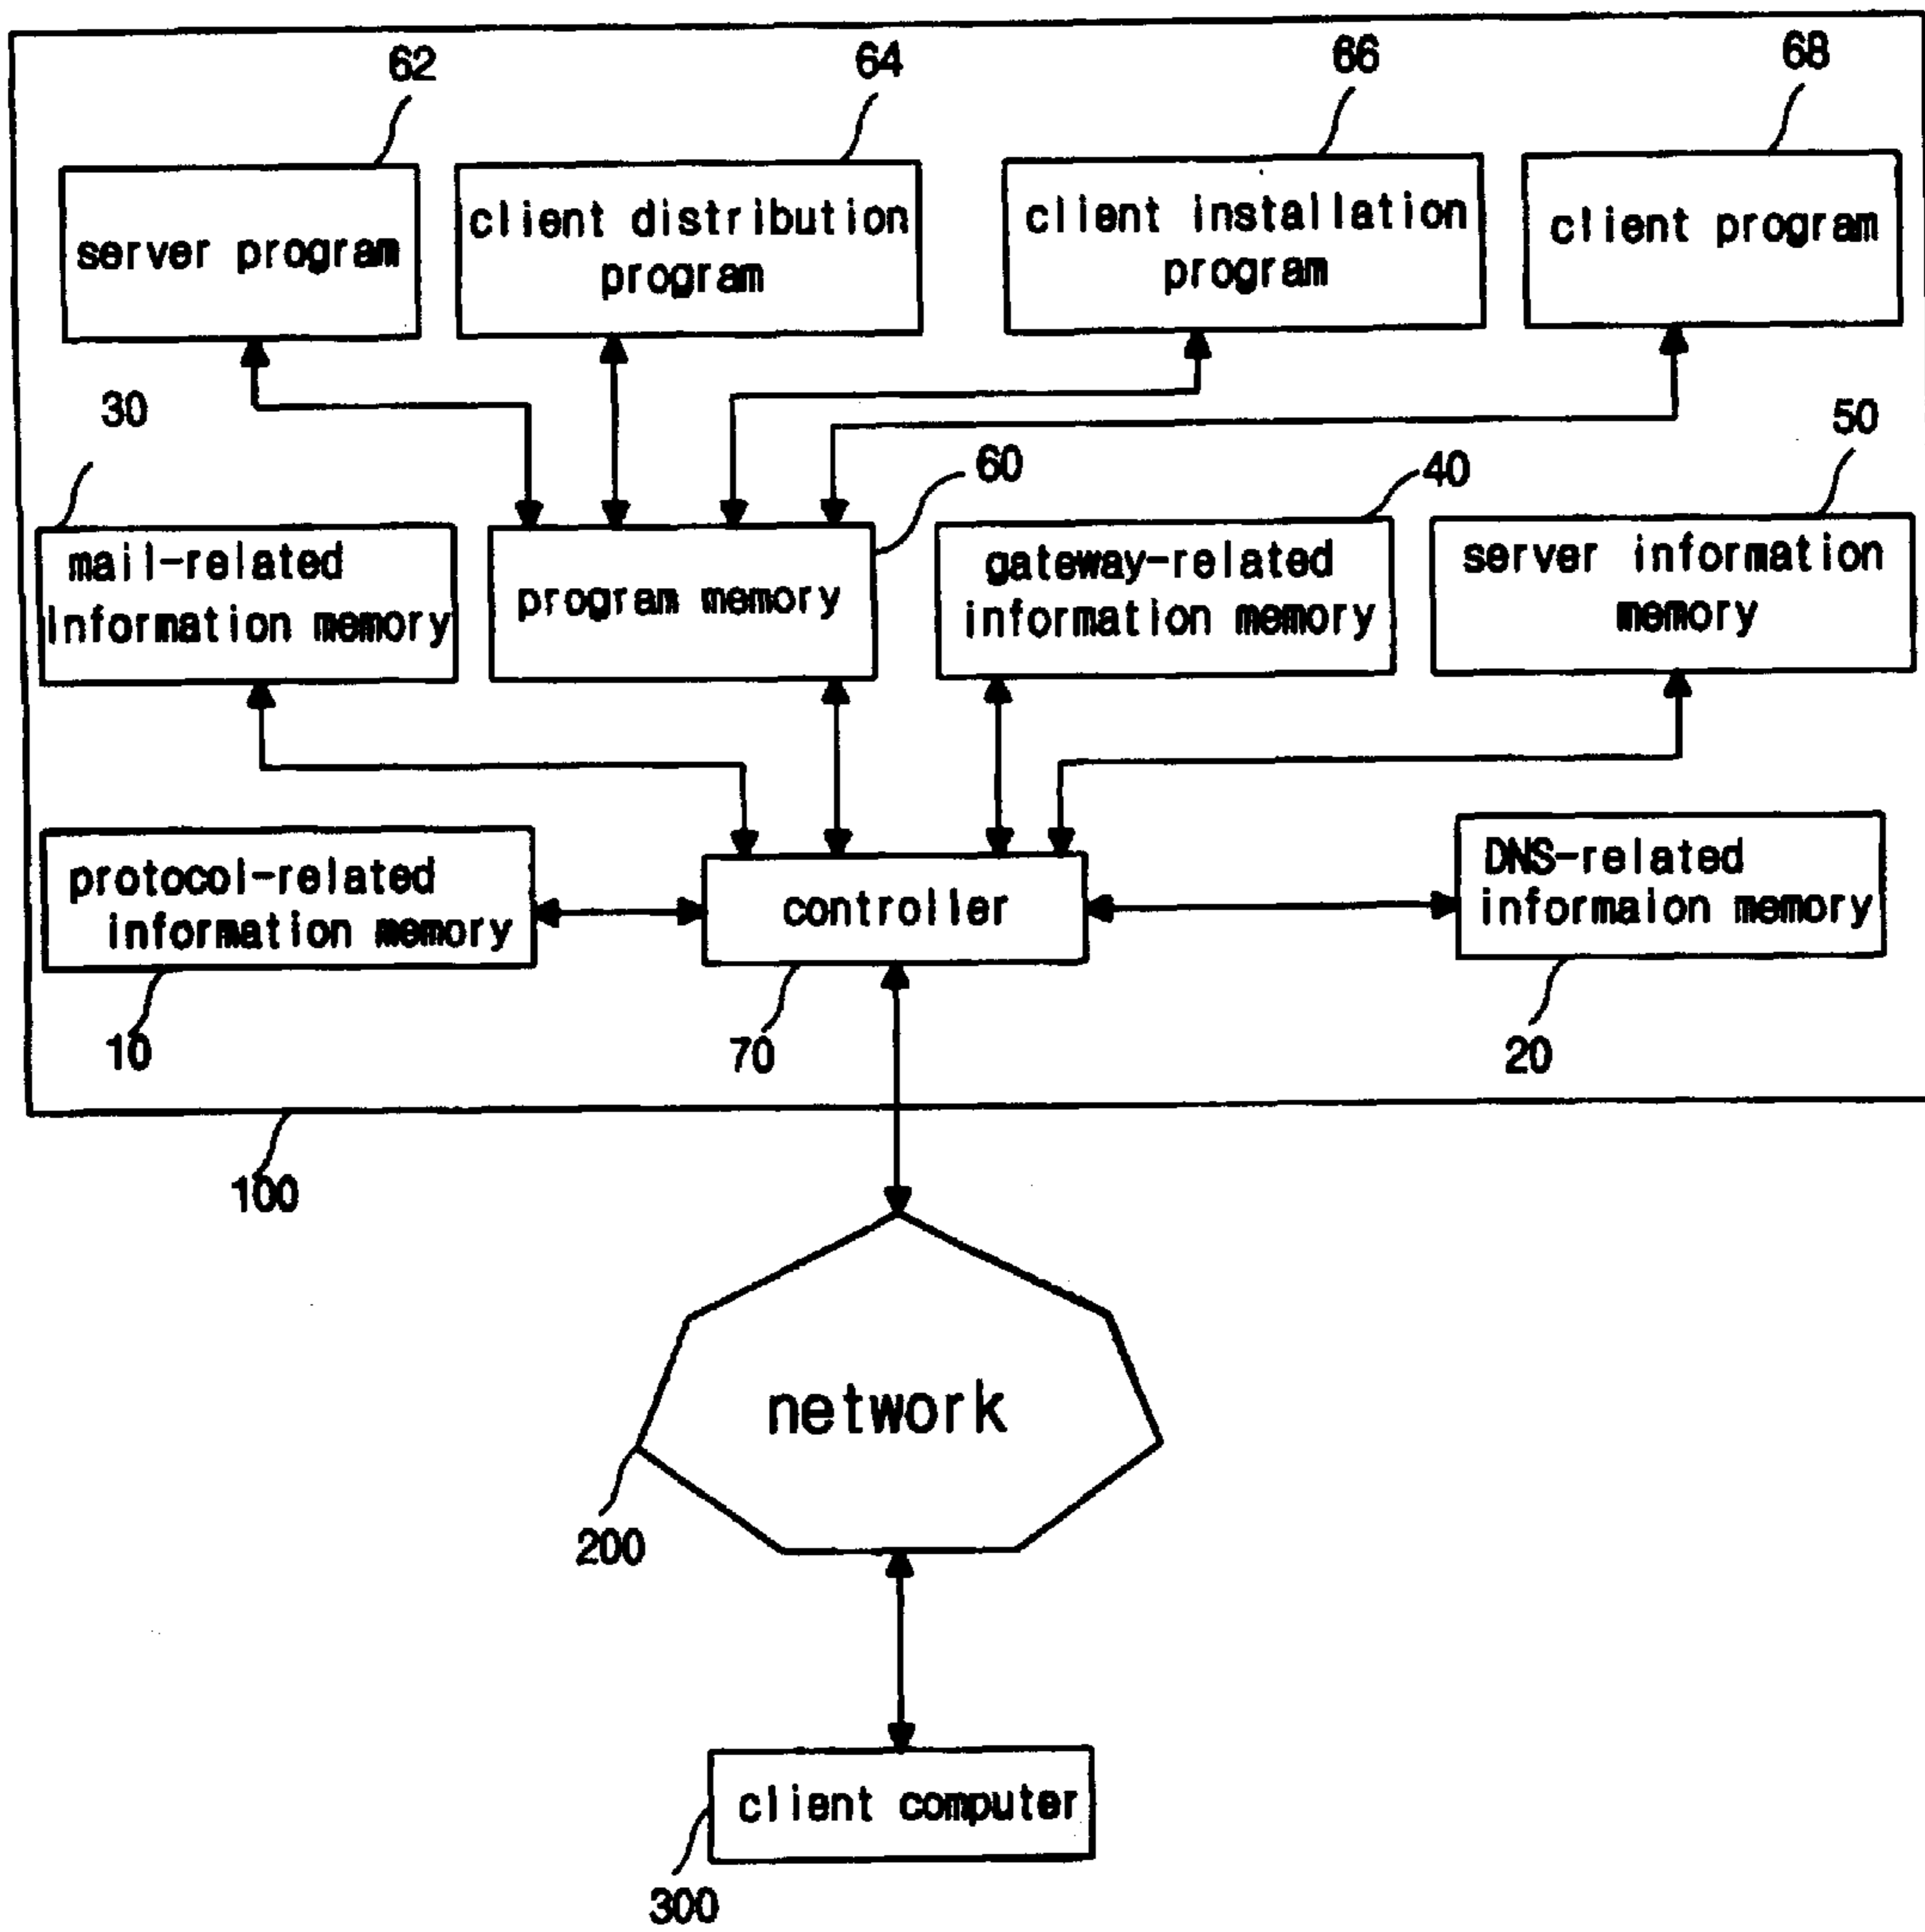 62
64
66
68
server program
client distribution
program
client installation
program
client program
30
60
40
50
mail-related
information memory
program memory
gateway-related
information memory
server information
memory
protocol-related
information memory
controller
DNS-related
informaion memory
10
70
20
100
network
200
client computer
300